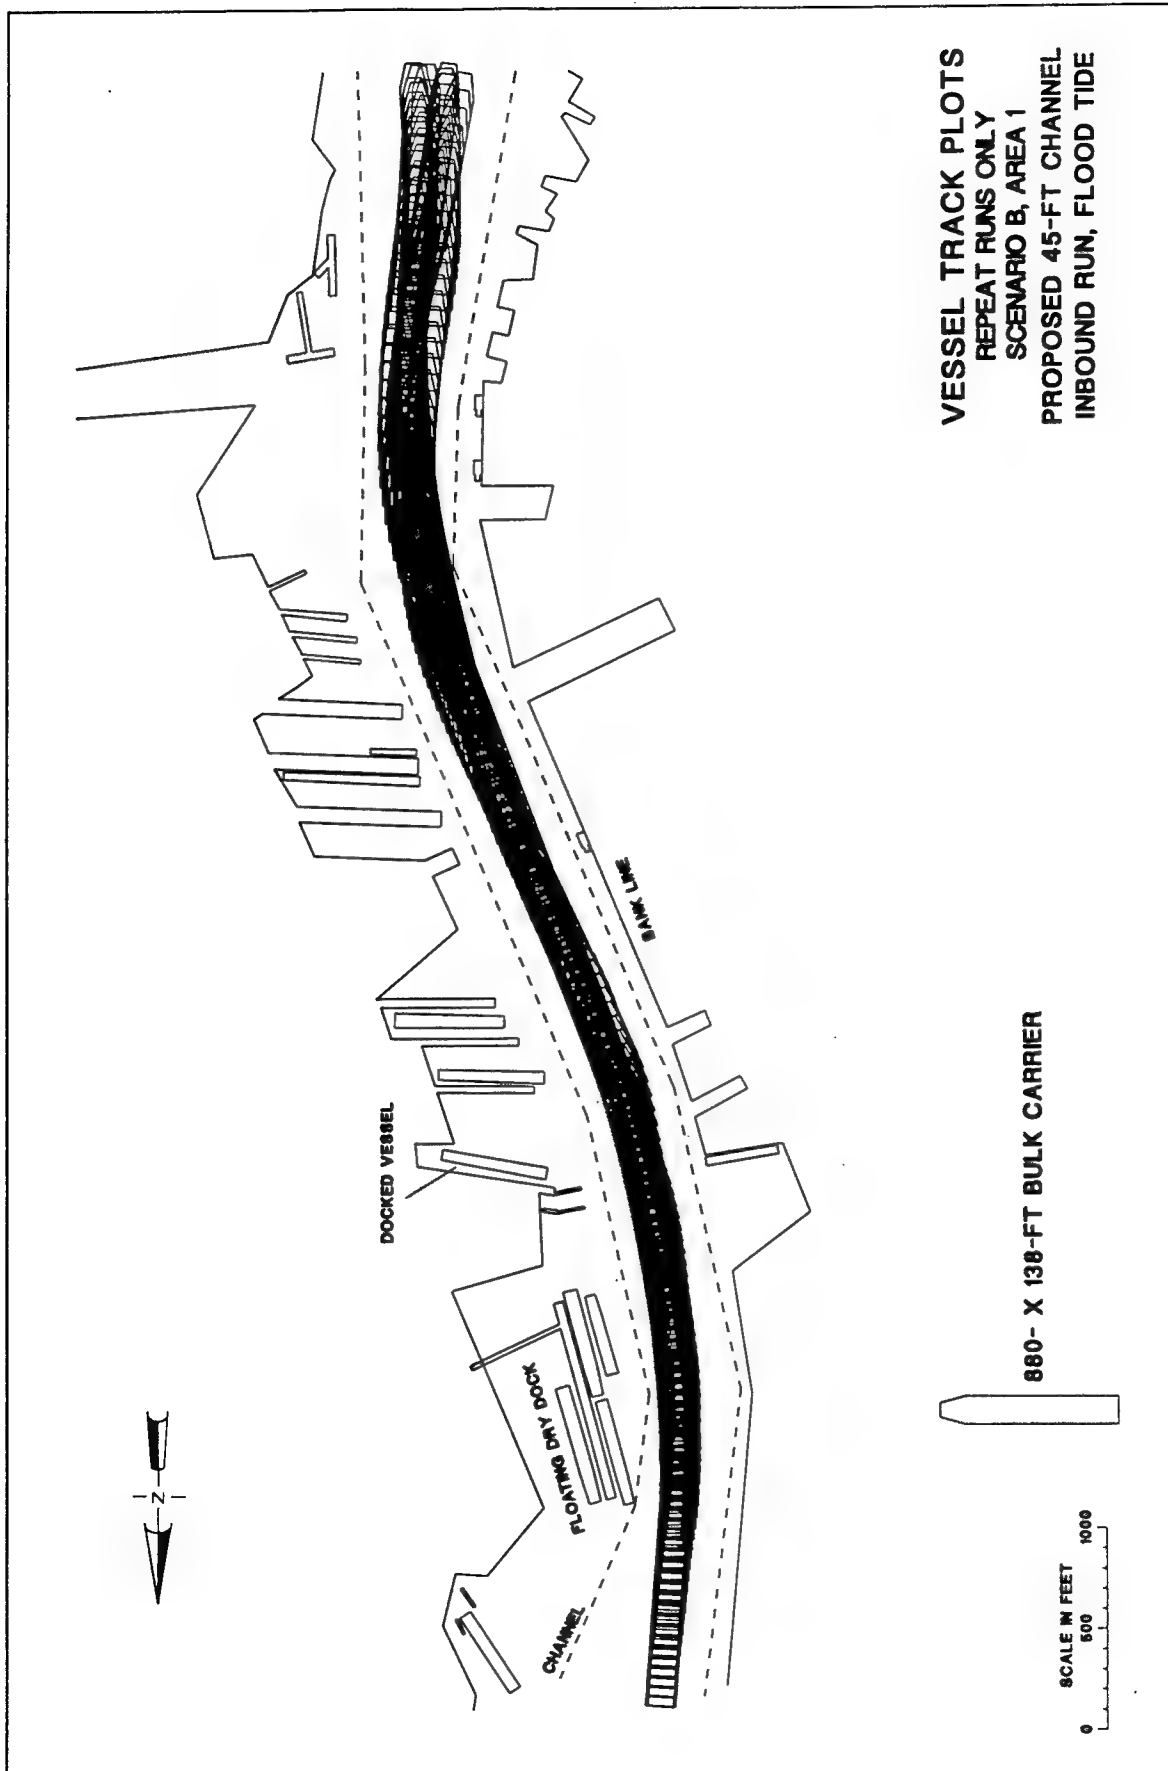 VESSEL TRACK PLOTS
REPEAT RUNS ONLY
SCENARIO B, AREA 1
PROPOSED 45-FT CHANNEL
INBOUND RUN, FLOOD TIDE
BANK LINE
DOCKED VESSEL
FLOATING DRY DOCK
CHANNEL
N
880- X 138-FT BULK CARRIER
SCALE IN FEET
0 500 1000